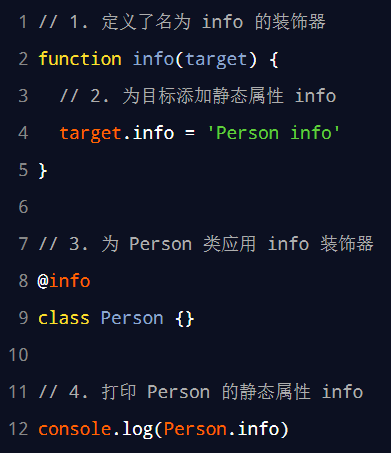 1 // 1. 定义了名为 info 的装饰器
2 function info(target) {
3 // 2. 为目标添加静态属性 info
4 target.info = 'Person info'
5 }
6
7 // 3. 为 Person 类应用 info 装饰器
8 @info
9 class Person {}
10
11 // 4. 打印 Person 的静态属性 info
12 console.log(Person.info)